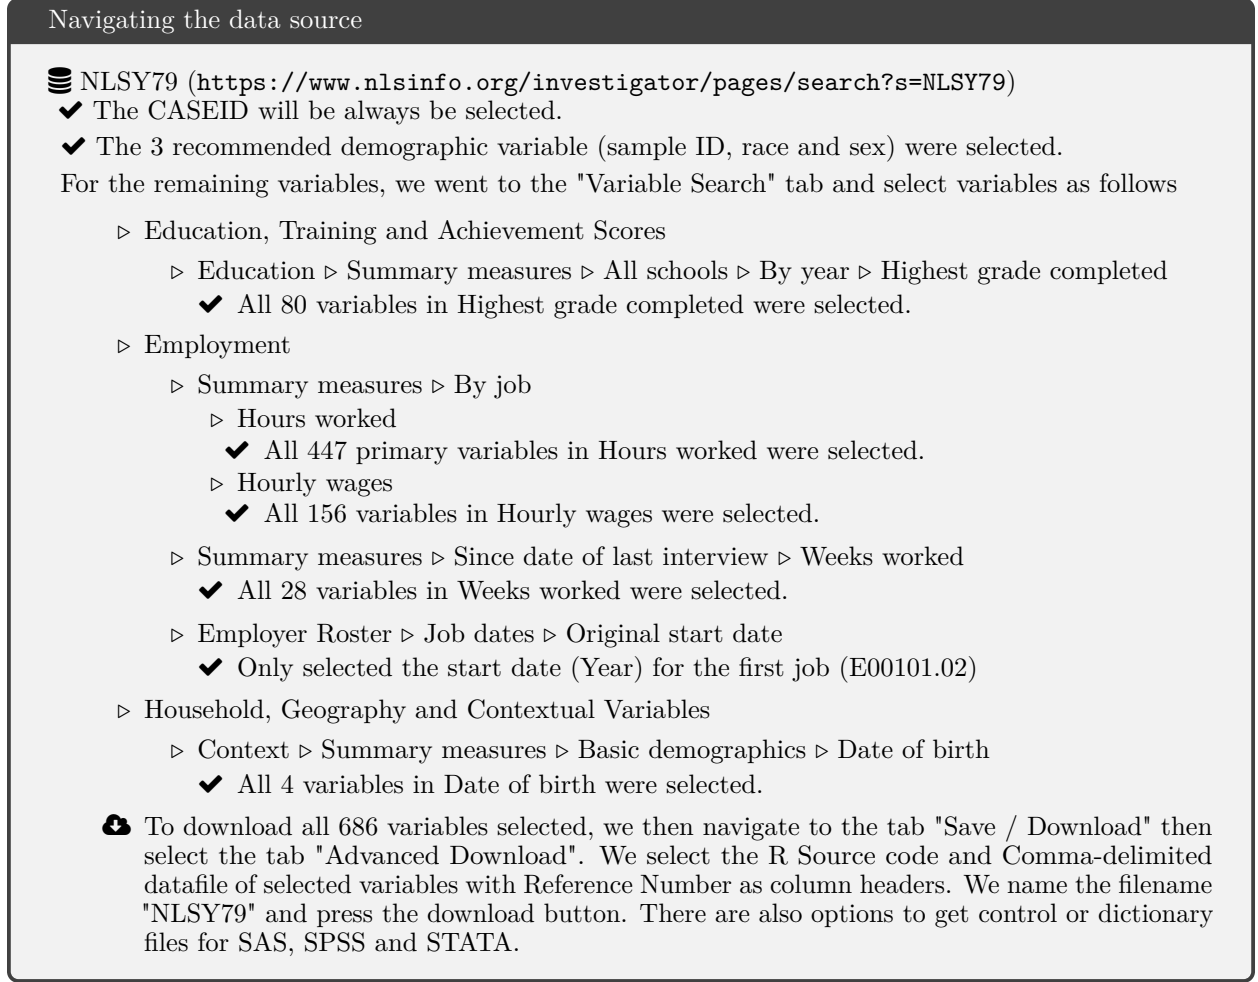 Navigating the data source
NLSY79 (https://www.nlsinfo.org/investigator/pages/search?s=NLSY79)
✔ The CASEID will be always be selected.
✔ The 3 recommended demographic variable (sample ID, race and sex) were selected.
For the remaining variables, we went to the "Variable Search" tab and select variables as follows
▷ Education, Training and Achievement Scores
▷ Education ▷ Summary measures ▷ All schools ▷ By year ▷ Highest grade completed
✔ All 80 variables in Highest grade completed were selected.
▷ Employment
▷ Summary measures ▷ By job
▷ Hours worked
✔ All 447 primary variables in Hours worked were selected.
▷ Hourly wages
✔ All 156 variables in Hourly wages were selected.
▷ Summary measures ▷ Since date of last interview ▷ Weeks worked
✔ All 28 variables in Weeks worked were selected.
▷ Employer Roster ▷ Job dates ▷ Original start date
✔ Only selected the start date (Year) for the first job (E00101.02)
▷ Household, Geography and Contextual Variables
▷ Context ▷ Summary measures ▷ Basic demographics ▷ Date of birth
✔ All 4 variables in Date of birth were selected.
To download all 686 variables selected, we then navigate to the tab "Save / Download" then
select the tab "Advanced Download". We select the R Source code and Comma-delimited
datafile of selected variables with Reference Number as column headers. We name the filename
"NLSY79" and press the download button. There are also options to get control or dictionary
files for SAS, SPSS and STATA.